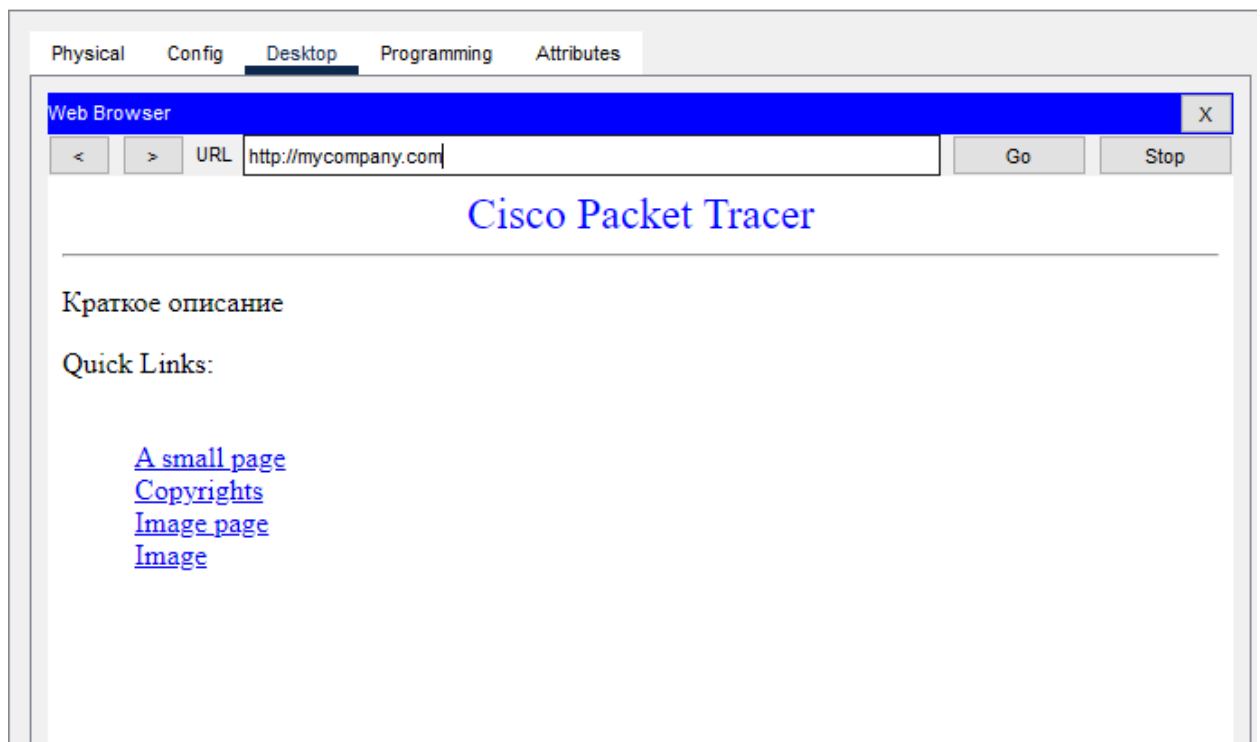 Physical Config Desktop Programming Attributes
Web Browser X
< > URL http://mycompany.com Go Stop
Cisco Packet Tracer
Краткое описание
Quick Links:
A small page
Copyrights
Image page
Image